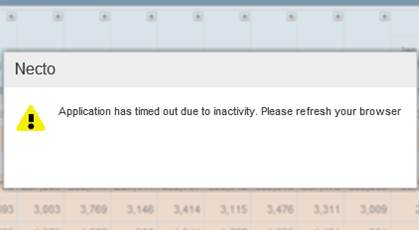 Necto
Application has timed out due to inactivity. Please refresh your browser
3,003 3,769 3,146 3,414 3,115 3,476 3,311 3,009